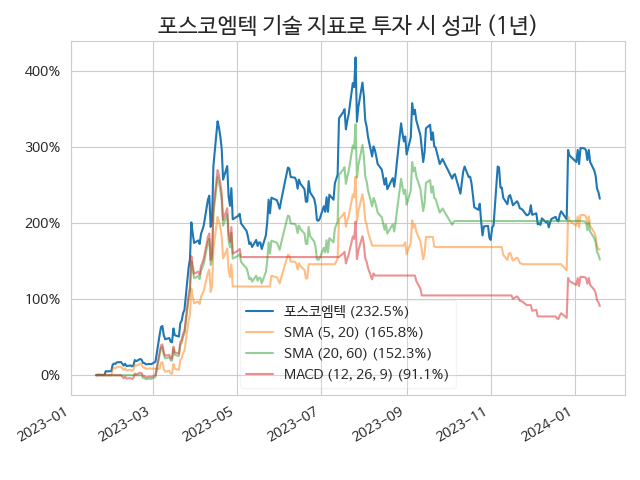 포스코엠텍 기술 지표로 투자 시 성과 (1년)
400%
300%
200%
100%
0%
포스코엠텍 (232.5%)
SMA (5, 20) (165.8%)
SMA (20, 60) (152.3%)
MACD (12, 26, 9) (91.1%)
2023-01
2023-03
2023-05
2023-07
2023-09
2023-11
2024-01